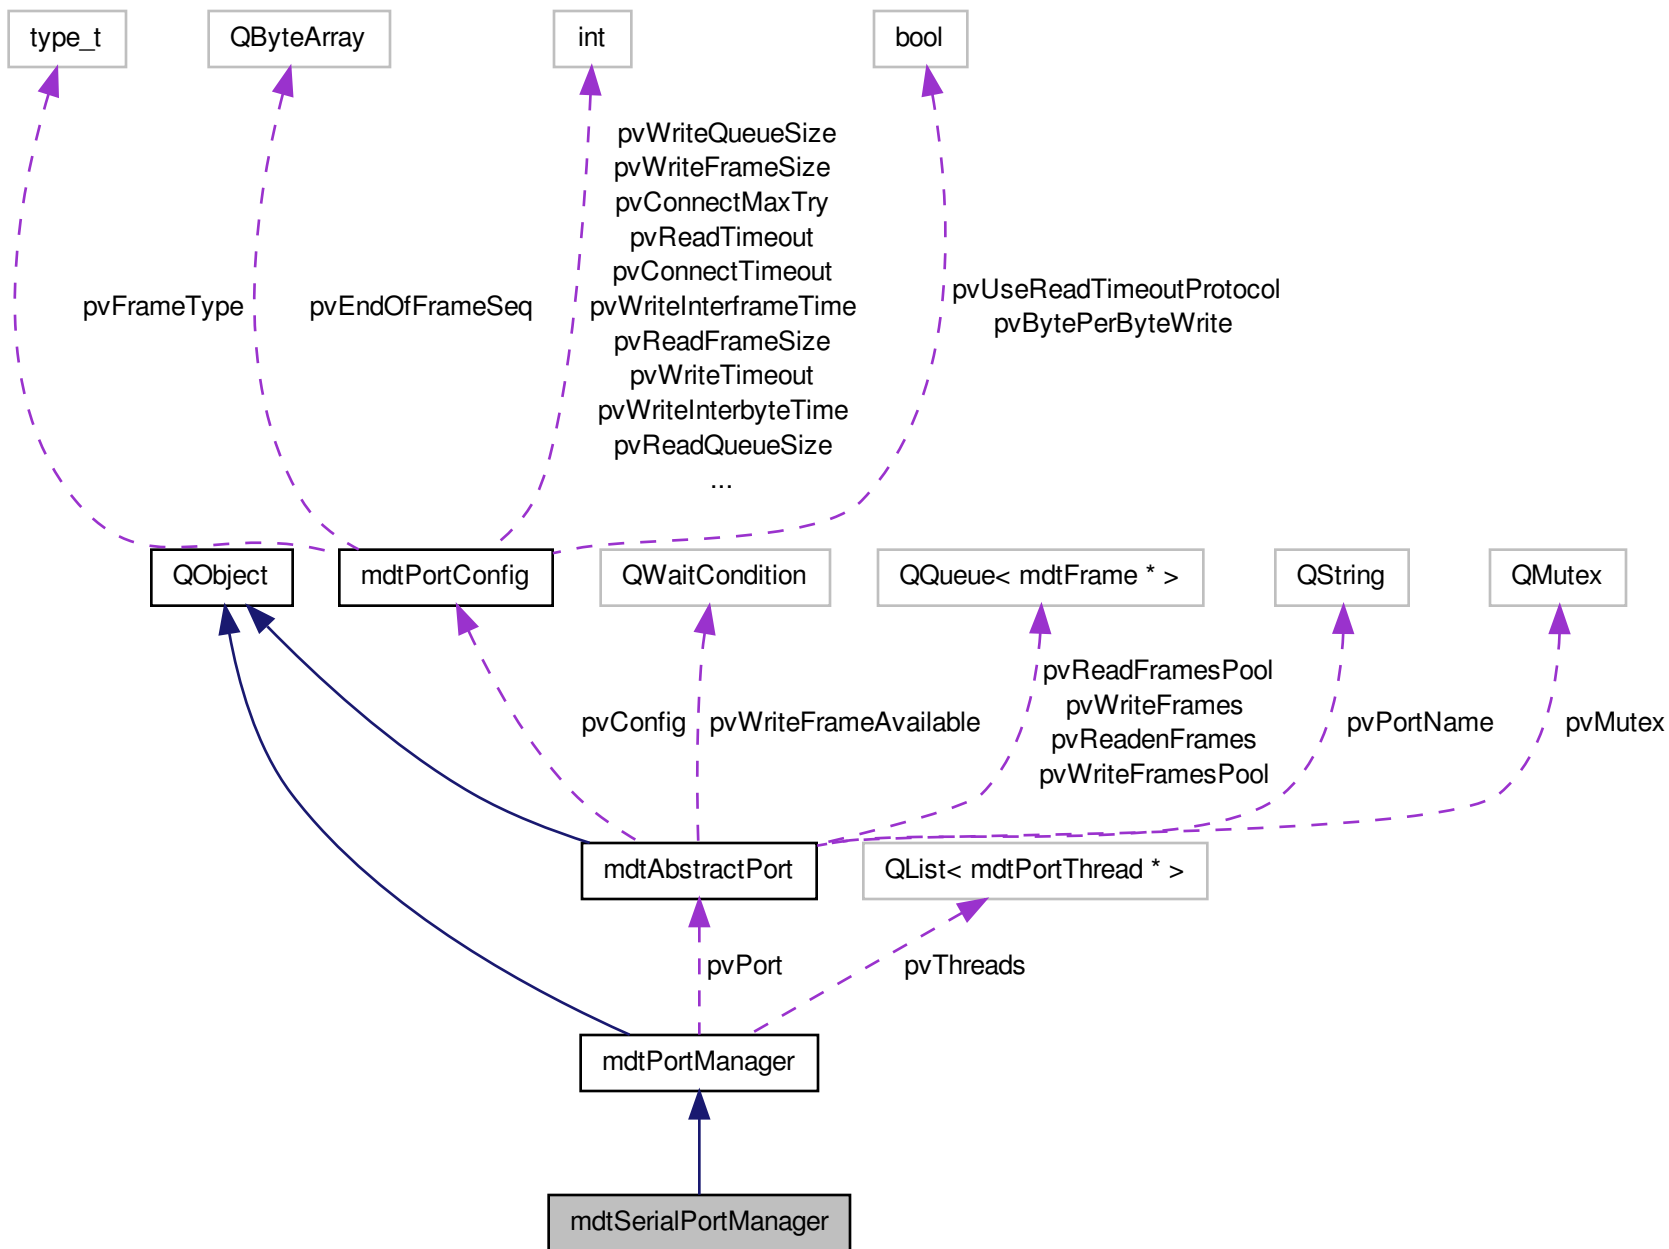 type_t
QByteArray
int
bool
pvWriteQueueSize
pvWriteFrameSize
pvConnectMaxTry
pvReadTimeout
pvConnectTimeout
pvWriteInterframeTime
pvReadFrameSize
pvWriteTimeout
pvWriteInterbyteTime
pvReadQueueSize
...
pvFrameType
pvEndOfFrameSeq
pvUseReadTimeoutProtocol
pvBytePerByteWrite
QObject
mdtPortConfig
QWaitCondition
QQueue< mdtFrame * >
QString
QMutex
pvConfig
pvWriteFrameAvailable
pvReadFramesPool
pvWriteFrames
pvReadenFrames
pvWriteFramesPool
pvPortName
pvMutex
mdtAbstractPort
QList< mdtPortThread * >
pvPort
pvThreads
mdtPortManager
mdtSerialPortManager